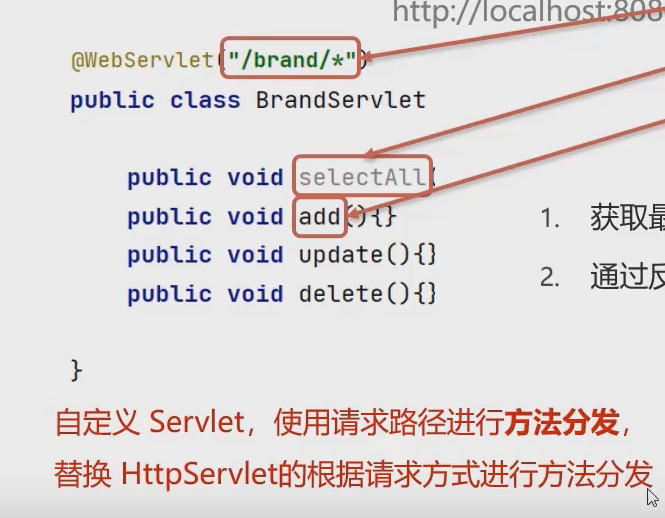 http://localhost:808
@WebServlet("/brand/*")
public class BrandServlet
public void selectAll(
public void add(){}
1. 获取最
public void update(){}
2. 通过反
public void delete(){}
}
自定义 Servlet，使用请求路径进行方法分发，
替换 HttpServlet的根据请求方式进行方法分发